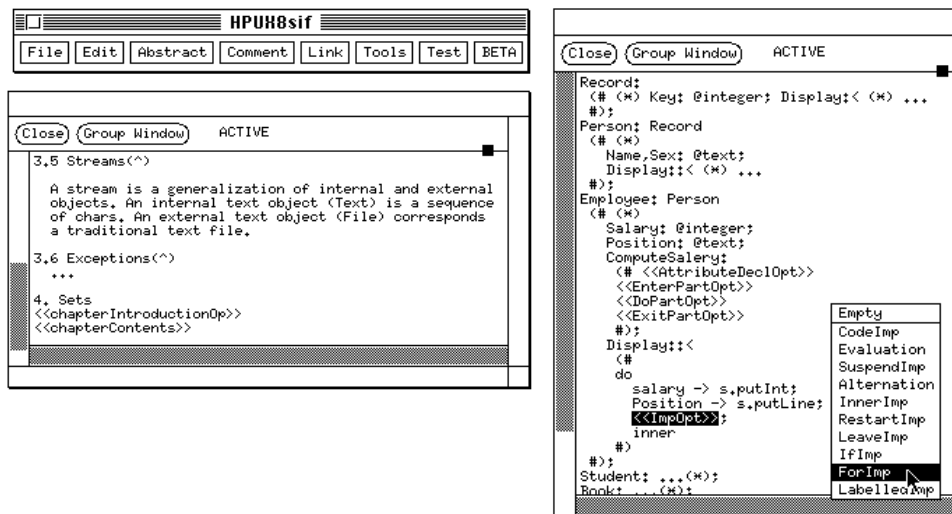 HPUX8sif
File Edit Abstract Comment Link Tools Test BETA
Close Group Window ACTIVE
3.5 Streams(^)
A stream is a generalization of internal and external
objects. An internal text object (Text) is a sequence
of chars. An external text object (File) corresponds
a traditional text file.
3.6 Exceptions(^)
...
4. Sets
<<chapterIntroductionOp>>
<<chapterContents>>
Close Group Window ACTIVE
Record:
(# (*) Key: @integer; Display:< (*) ...
#);
Person: Record
(# (*)
Name,Sex: @text;
Display::< (*) ...
#);
Employee: Person
(# (*)
Salary: @integer;
Position: @text;
ComputeSalery:
(# <<AttributeDeclOpt>>
<<EnterPartOpt>>
<<DoPartOpt>>
<<ExitPartOpt>>
#);
Display::<
(#
do
salary -> s.putInt;
Position -> s.putLine;
<<ImpOpt>>;
inner
#)
#);
Student: ...(*);
Book: ...(*);
Empty
CodeImp
Evaluation
SuspendImp
Alternation
InnerImp
RestartImp
LeaveImp
IfImp
ForImp
LabelledImp